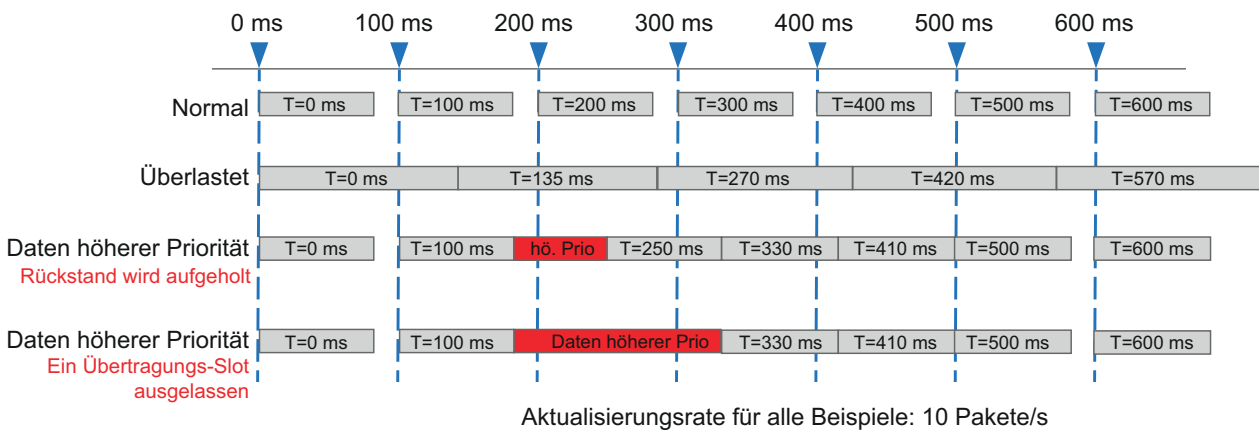 0 ms 100 ms 200 ms 300 ms 400 ms 500 ms 600 ms
Normal T=0 ms T=100 ms T=200 ms T=300 ms T=400 ms T=500 ms T=600 ms
Überlastet T=0 ms T=135 ms T=270 ms T=420 ms T=570 ms
Daten höherer Priorität T=0 ms T=100 ms hö. Prio T=250 ms T=330 ms T=410 ms T=500 ms T=600 ms
Rückstand wird aufgeholt
Daten höherer Priorität T=0 ms T=100 ms Daten höherer Prio T=330 ms T=410 ms T=500 ms T=600 ms
Ein Übertragungs-Slot
ausgelassen
Aktualisierungsrate für alle Beispiele: 10 Pakete/s